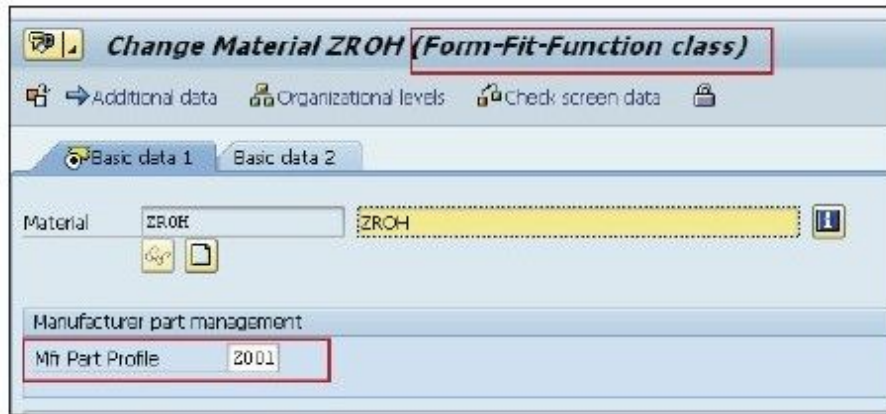 Change Material ZROH (Form-Fit-Function class)
Additional data Organizational levels Check screen data
Basic data 1 Basic data 2
Material ZROH ZROH
Manufacturer part management
Mfr Part Profile Z001